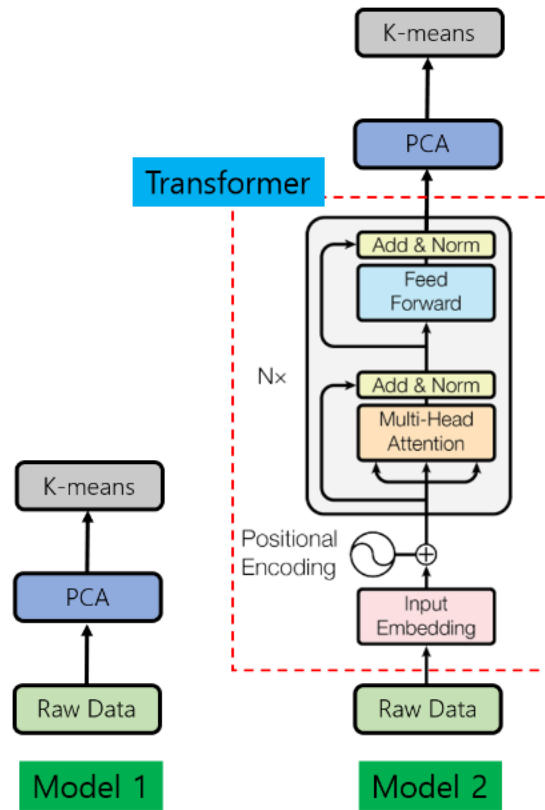 K-means
PCA
Transformer
Add & Norm
Feed
Forward
N×
Add & Norm
Multi-Head
Attention
Positional
Encoding
Input
Embedding
Raw Data
Model 2
K-means
PCA
Raw Data
Model 1